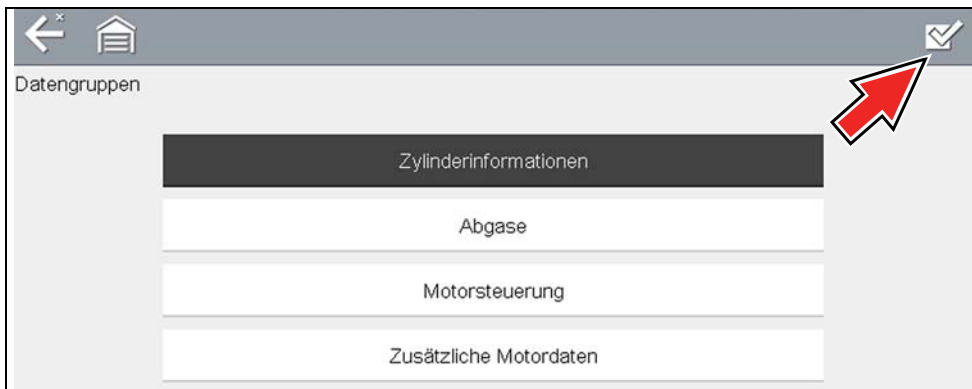 Datengruppen
Zylinderinformationen
Abgase
Motorsteuerung
Zusätzliche Motordaten